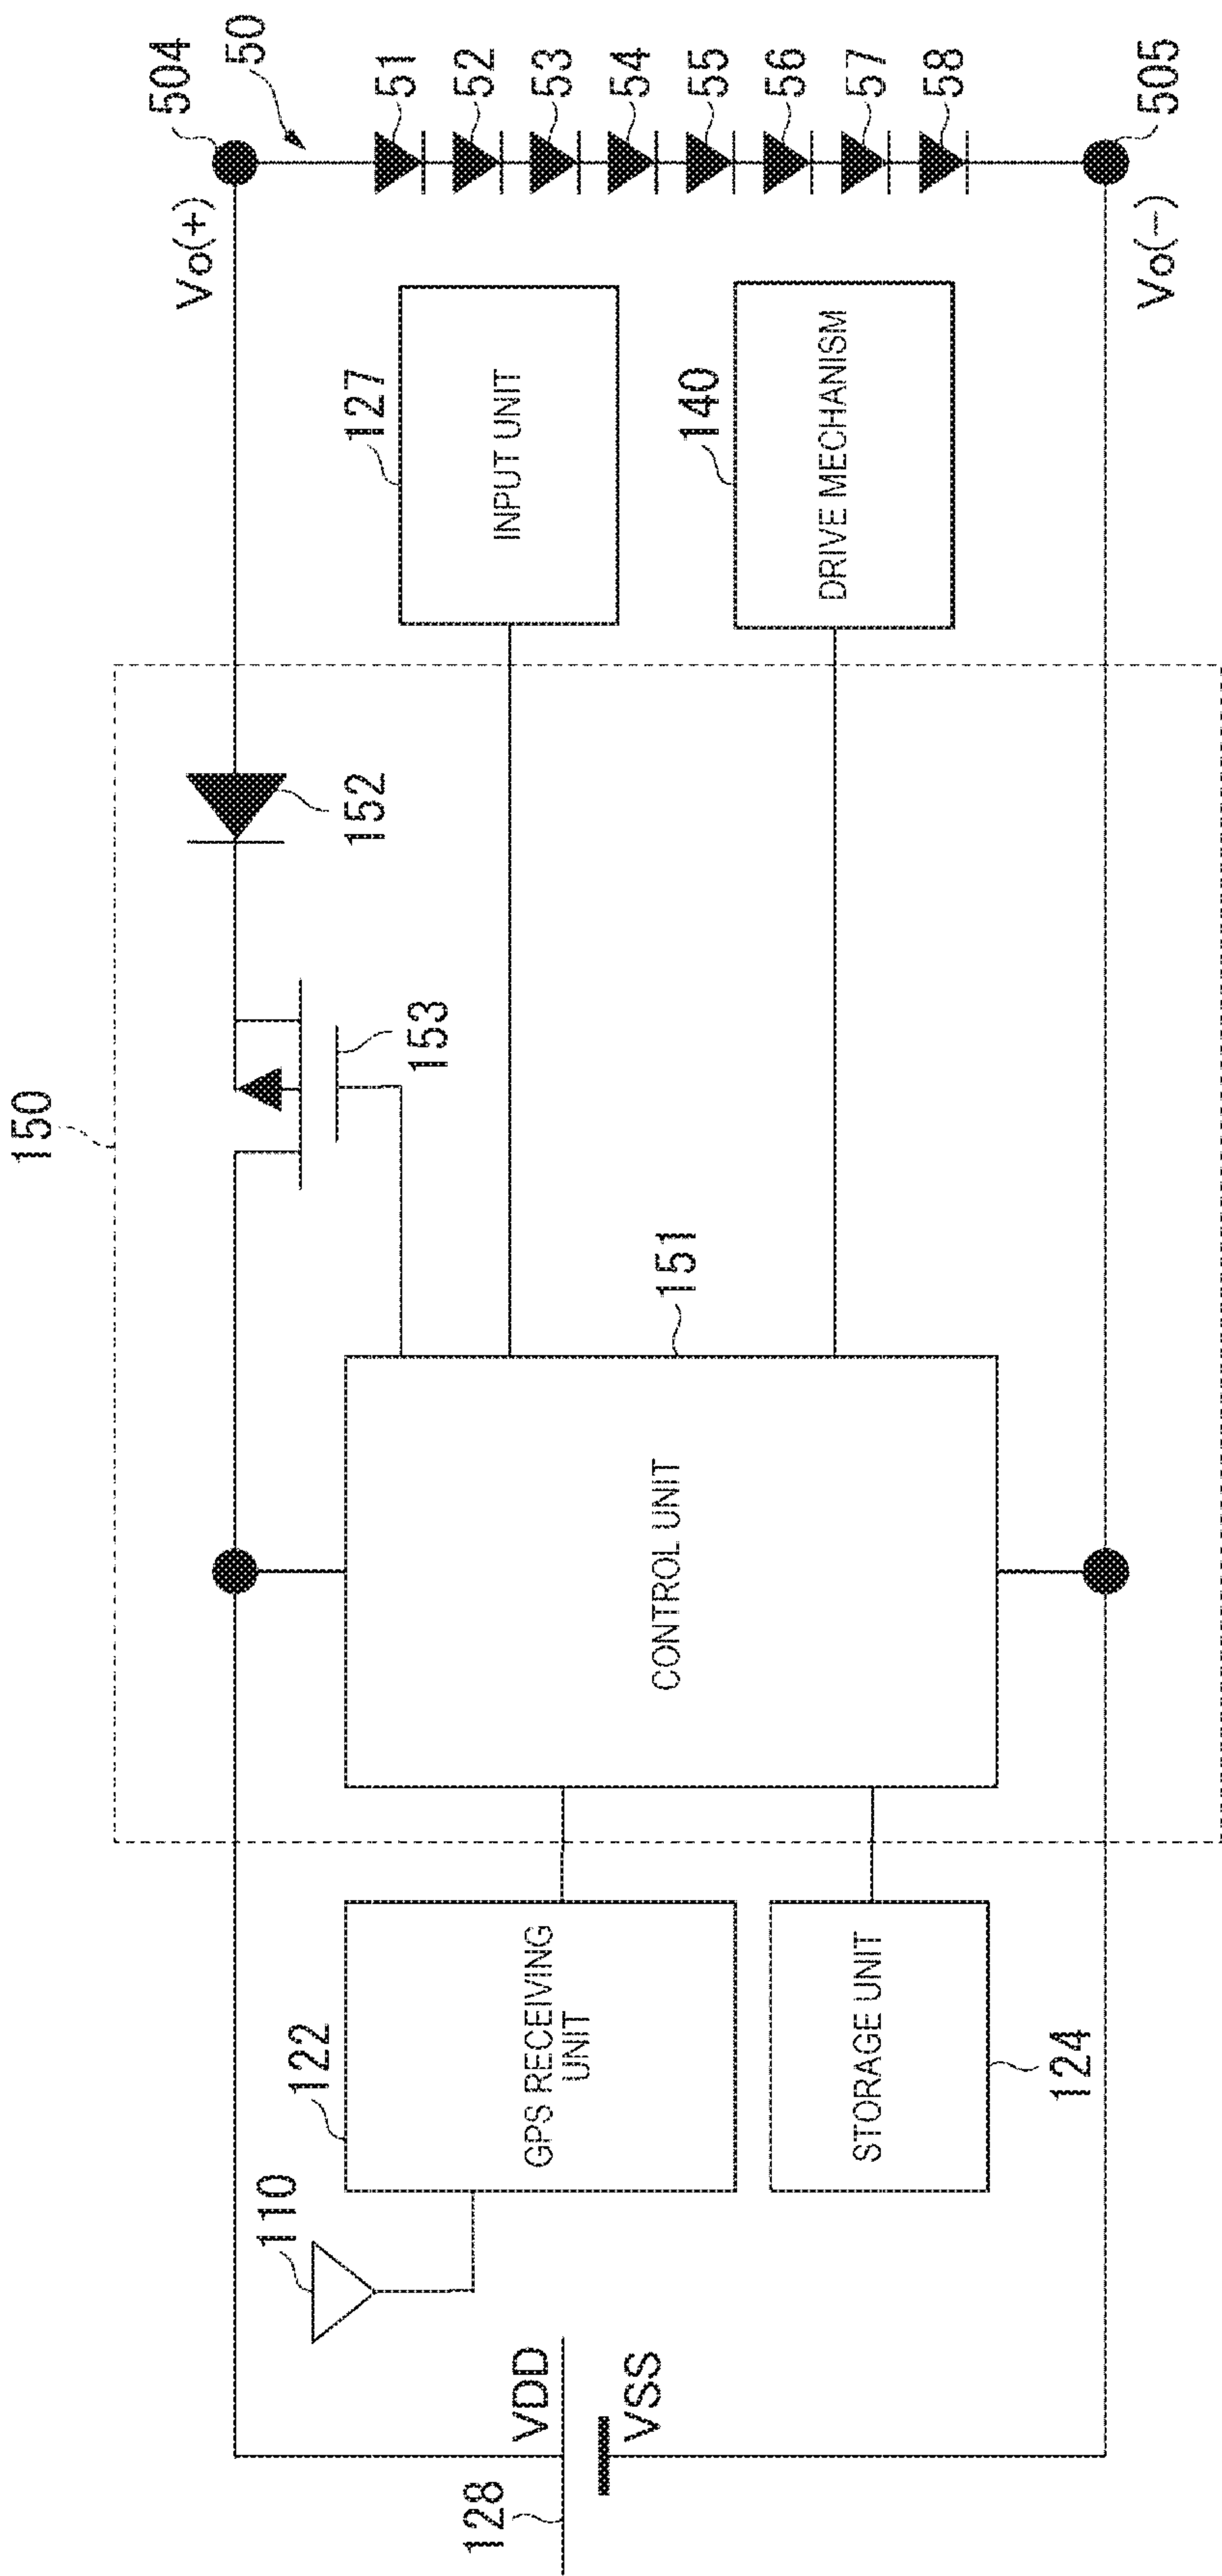 150
504
50
Vo(+)
152
153
127
INPUT UNIT
51
52
53
54
55
56
57
58
140
DRIVE MECHANISM
505
Vo(−)
151
CONTROL UNIT
110
122
GPS RECEIVING
UNIT
STORAGE UNIT
124
128
VDD
VSS